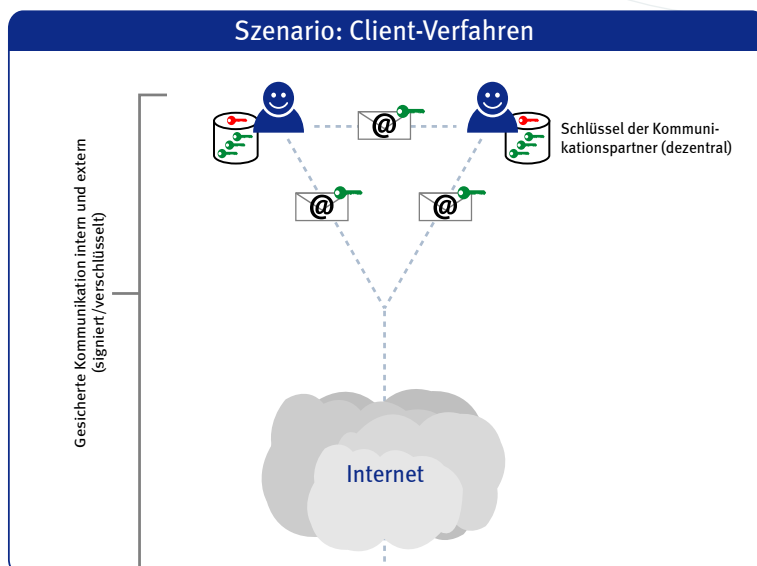 Szenario: Client-Verfahren
@
Schlüssel der Kommuni-
kationspartner (dezentral)
@
@
Gesicherte Kommunikation intern und extern
(signiert/verschlüsselt)
Internet